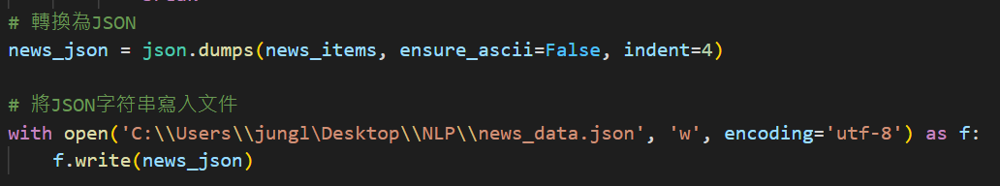 # 轉換為JSON
news_json = json.dumps(news_items, ensure_ascii=False, indent=4)
# 將JSON字符串寫入文件
with open('C:\\Users\\jungl\Desktop\\NLP\\news_data.json', 'w', encoding='utf-8') as f:
    f.write(news_json)